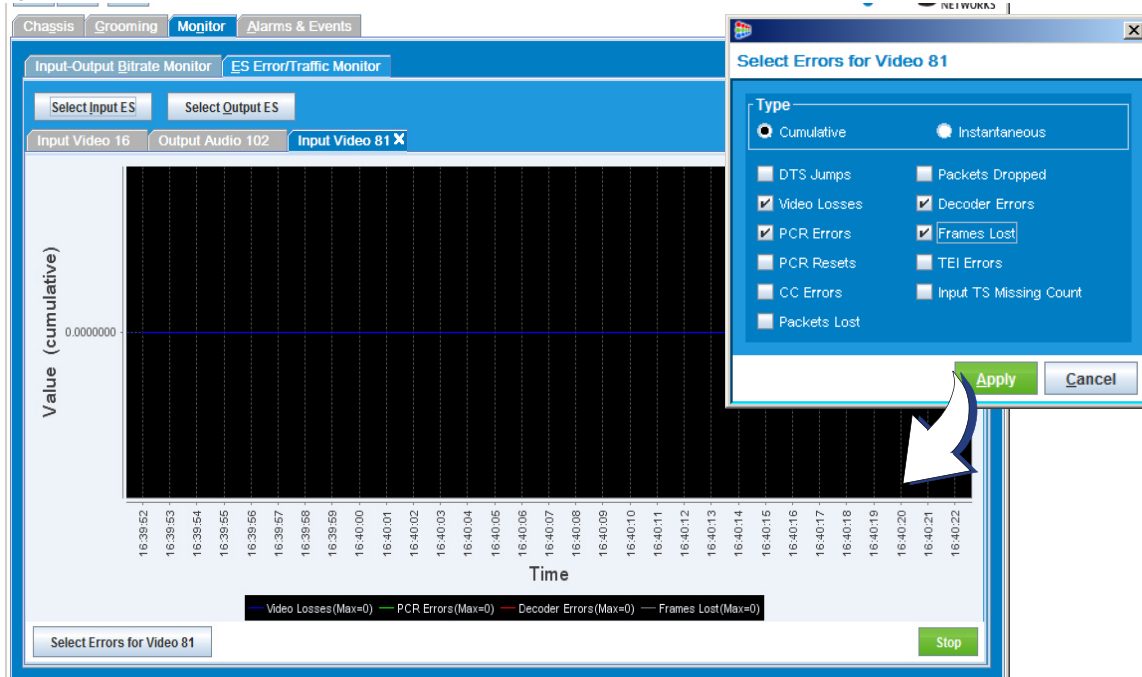 NETWORKS
Chassis Grooming Monitor Alarms & Events
Input-Output Bitrate Monitor ES Error/Traffic Monitor
Select Input ES Select Output ES
Input Video 16 Output Audio 102 Input Video 81 X
Value (cumulative)
0.0000000
16:39:52 16:39:53 16:39:54 16:39:55 16:39:56 16:39:57 16:39:58 16:39:59 16:40:00 16:40:01 16:40:02 16:40:03 16:40:04 16:40:05 16:40:06 16:40:07 16:40:08 16:40:09 16:40:10 16:40:11 16:40:12 16:40:13 16:40:14 16:40:15 16:40:16 16:40:17 16:40:18 16:40:19 16:40:20 16:40:21 16:40:22
Time
Video Losses(Max=0) PCR Errors(Max=0) Decoder Errors(Max=0) Frames Lost(Max=0)
Select Errors for Video 81 Stop
Select Errors for Video 81
Type
Cumulative Instantaneous
DTS Jumps Packets Dropped
Video Losses Decoder Errors
PCR Errors Frames Lost
PCR Resets TEI Errors
CC Errors Input TS Missing Count
Packets Lost
Apply Cancel